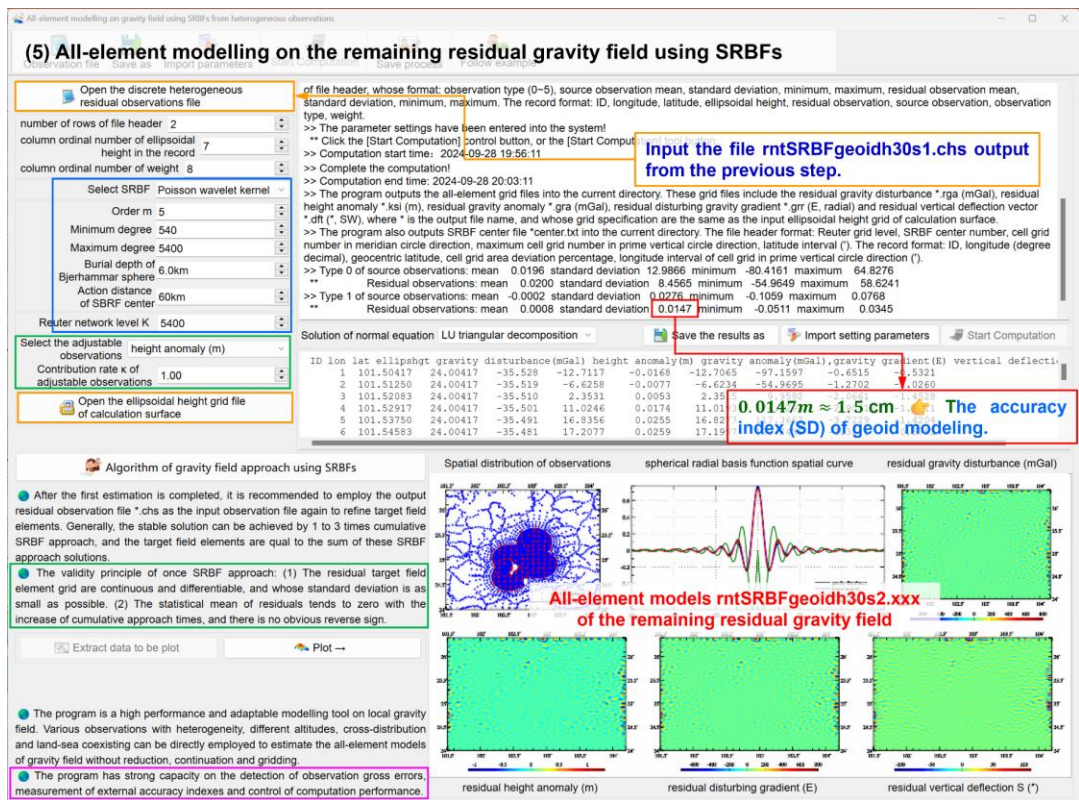 All-element modelling on gravity field using SRBFs from heterogeneous observations
(5) All-element modelling on the remaining residual gravity field using SRBFs
Observation file Save as Import parameters Start Computation Save process Follow example
Open the discrete heterogeneous
residual observations file
number of rows of file header 2
column ordinal number of ellipsoidal
height in the record 7
column ordinal number of weight 8
Select SRBF Poisson wavelet kernel
Order m 5
Minimum degree 540
Maximum degree 5400
Burial depth of
Bjerhammar sphere 6.0km
Action distance
of SBRF center 60km
Reuter network level K 5400
Select the adjustable
observations height anomaly (m)
Contribution rate κ of
adjustable observations 1.00
Open the ellipsoidal height grid file
of calculation surface
of file header, whose format: observation type (0~5), source observation mean, standard deviation, minimum, maximum, residual observation mean,
standard deviation, minimum, maximum. The record format: ID, longitude, latitude, ellipsoidal height, residual observation, source observation, observation
type, weight.
>> The parameter settings have been entered into the system!
** Click the [Start Computation] control button, or the [Start Computation] tool button
>> Computation start time: 2024-09-28 19:56:11
>> Complete the computation!
>> Computation end time: 2024-09-28 20:03:11
Input the file rntSRBFgeoidh30s1.chs output
from the previous step.
>> The program outputs the all-element grid files into the current directory. These grid files include the residual gravity disturbance *.rga (mGal), residual
height anomaly *.ksi (m), residual gravity anomaly *.gra (mGal), residual disturbing gravity gradient *.grr (E, radial) and residual vertical deflection vector
*.dft (", SW), where * is the output file name, and whose grid specification are the same as the input ellipsoidal height grid of calculation surface.
>> The program also outputs SRBF center file *center.txt into the current directory. The file header format: Reuter grid level, SRBF center number, cell grid
number in meridian circle direction, maximum cell grid number in prime vertical circle direction, latitude interval ('). The record format: ID, longitude (degree
decimal), geocentric latitude, cell grid area deviation percentage, longitude interval of cell grid in prime vertical circle direction (').
>> Type 0 of source observations: mean 0.0196 standard deviation 12.9866 minimum -80.4161 maximum 64.8276
** Residual observations: mean 0.0200 standard deviation 8.4565 minimum -54.9649 maximum 58.6241
>> Type 1 of source observations: mean -0.0002 standard deviation 0.0276 minimum -0.1059 maximum 0.0768
** Residual observations: mean 0.0008 standard deviation 0.0147 minimum -0.0511 maximum 0.0345
Solution of normal equation LU triangular decomposition Save the results as Import setting parameters Start Computation
ID lon lat ellipshgt gravity disturbance(mGal) height anomaly(m) gravity anomaly(mGal),gravity gradient(E) vertical deflectio
1 101.50417 24.00417 -35.528 -12.7117 -0.0168 -12.7065 -97.1597 -0.6515 -0.5321
2 101.51250 24.00417 -35.519 -6.6258 -0.0077 -6.6234 -54.9695 -1.2702 -1.0260
3 101.52083 24.00417 -35.510 2.3531 0.0053
4 101.52917 24.00417 -35.501 11.0246 0.0174
5 101.53750 24.00417 -35.491 16.8356 0.0255
6 101.54583 24.00417 -35.481 17.2077 0.0259
0.0147m ≈ 1.5 cm 👉 The accuracy
index (SD) of geoid modeling.
Algorithm of gravity field approach using SRBFs
After the first estimation is completed, it is recommended to employ the output
residual observation file *.chs as the input observation file again to refine target field
elements. Generally, the stable solution can be achieved by 1 to 3 times cumulative
SRBF approach, and the target field elements are qual to the sum of these SRBF
approach solutions.
The validity principle of once SRBF approach: (1) The residual target field
element grid are continuous and differentiable, and whose standard deviation is as
small as possible. (2) The statistical mean of residuals tends to zero with the
increase of cumulative approach times, and there is no obvious reverse sign.
Extract data to be plot Plot →
The program is a high performance and adaptable modelling tool on local gravity
field. Various observations with heterogeneity, different altitudes, cross-distribution
and land-sea coexisting can be directly employed to estimate the all-element models
of gravity field without reduction, continuation and gridding.
The program has strong capacity on the detection of observation gross errors,
measurement of external accuracy indexes and control of computation performance.
Spatial distribution of observations spherical radial basis function spatial curve residual gravity disturbance (mGal)
All-element models rntSRBFgeoidh30s2.xxx
of the remaining residual gravity field
residual height anomaly (m) residual disturbing gradient (E) residual vertical deflection S (")